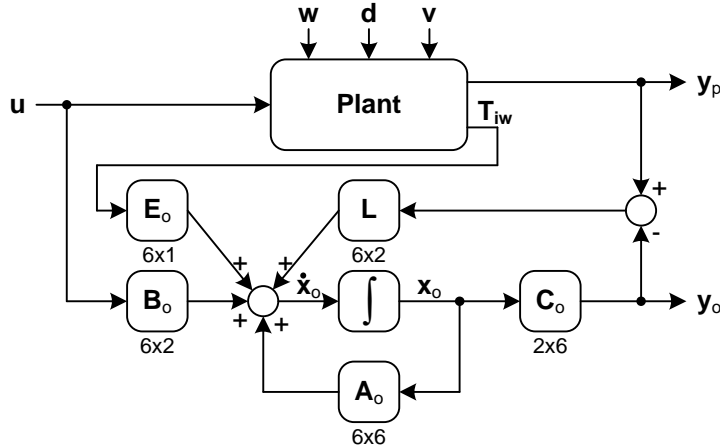 w d v
u
Plant
y_p
T_iw
E_o
6x1
L
6x2
+
-
+ +
B_o
6x2
+ +
ẋ_o
∫
x_o
C_o
2x6
y_o
A_o
6x6